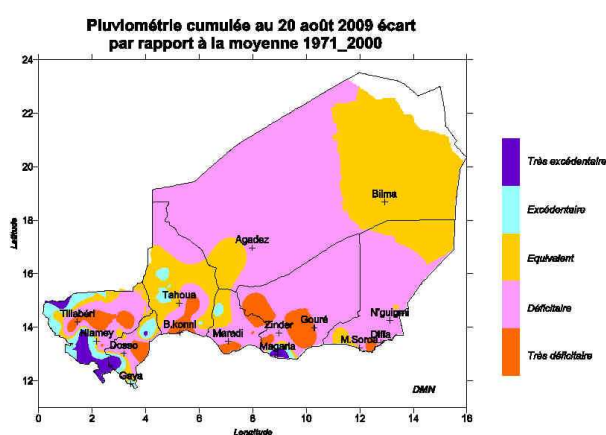 Pluviométrie cumulée au 20 août 2009 écart
par rapport à la moyenne 1971_2000
24
22
20
18
16
14
12
Latitude
0
2
4
6
8
10
12
14
16
Longitude
Bilma
Agadez
Tahoua
Tillabéri
Niamey
Dosso
Gaya
B.konni
Maradi
Zinder
Magaria
Gouré
N'guigmi
Diffa
M.Soroa
DMN
Très excédentaire
Excédentaire
Equivalent
Déficitaire
Très déficitaire